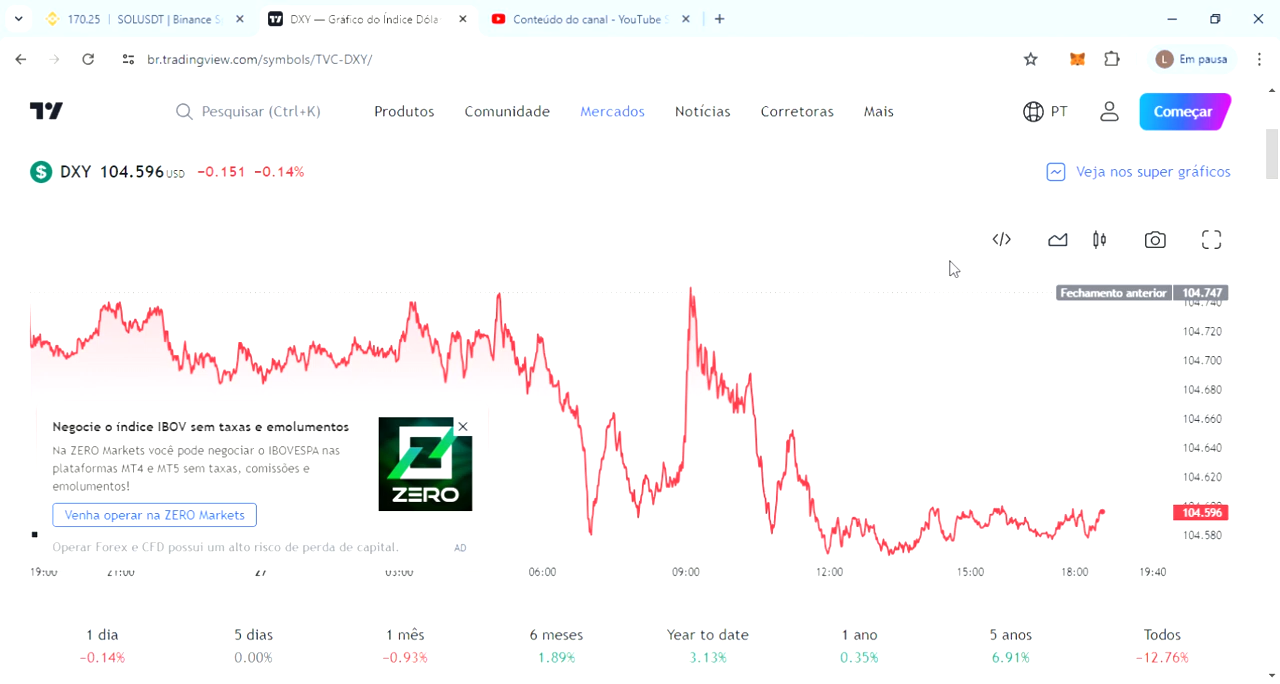 170.25 | SOLUSDT | Binance S
DXY — Gráfico do Índice Dóla
Conteúdo do canal - YouTube S
br.tradingview.com/symbols/TVC-DXY/
L Em pausa
Pesquisar (Ctrl+K) Produtos Comunidade Mercados Notícias Corretoras Mais PT Começar
DXY 104.596 USD −0.151 −0.14%
Veja nos super gráficos
Fechamento anterior 104.747
104.740
104.720
104.700
104.680
104.660
104.640
104.620
104.600
104.596
104.580
Negocie o índice IBOV sem taxas e emolumentos
Na ZERO Markets você pode negociar o IBOVESPA nas
plataformas MT4 e MT5 sem taxas, comissões e
emolumentos!
Venha operar na ZERO Markets
ZERO
Operar Forex e CFD possui um alto risco de perda de capital. AD
19:00 21:00 27 03:00 06:00 09:00 12:00 15:00 18:00 19:40
1 dia 5 dias 1 mês 6 meses Year to date 1 ano 5 anos Todos
−0.14% 0.00% −0.93% 1.89% 3.13% 0.35% 6.91% −12.76%